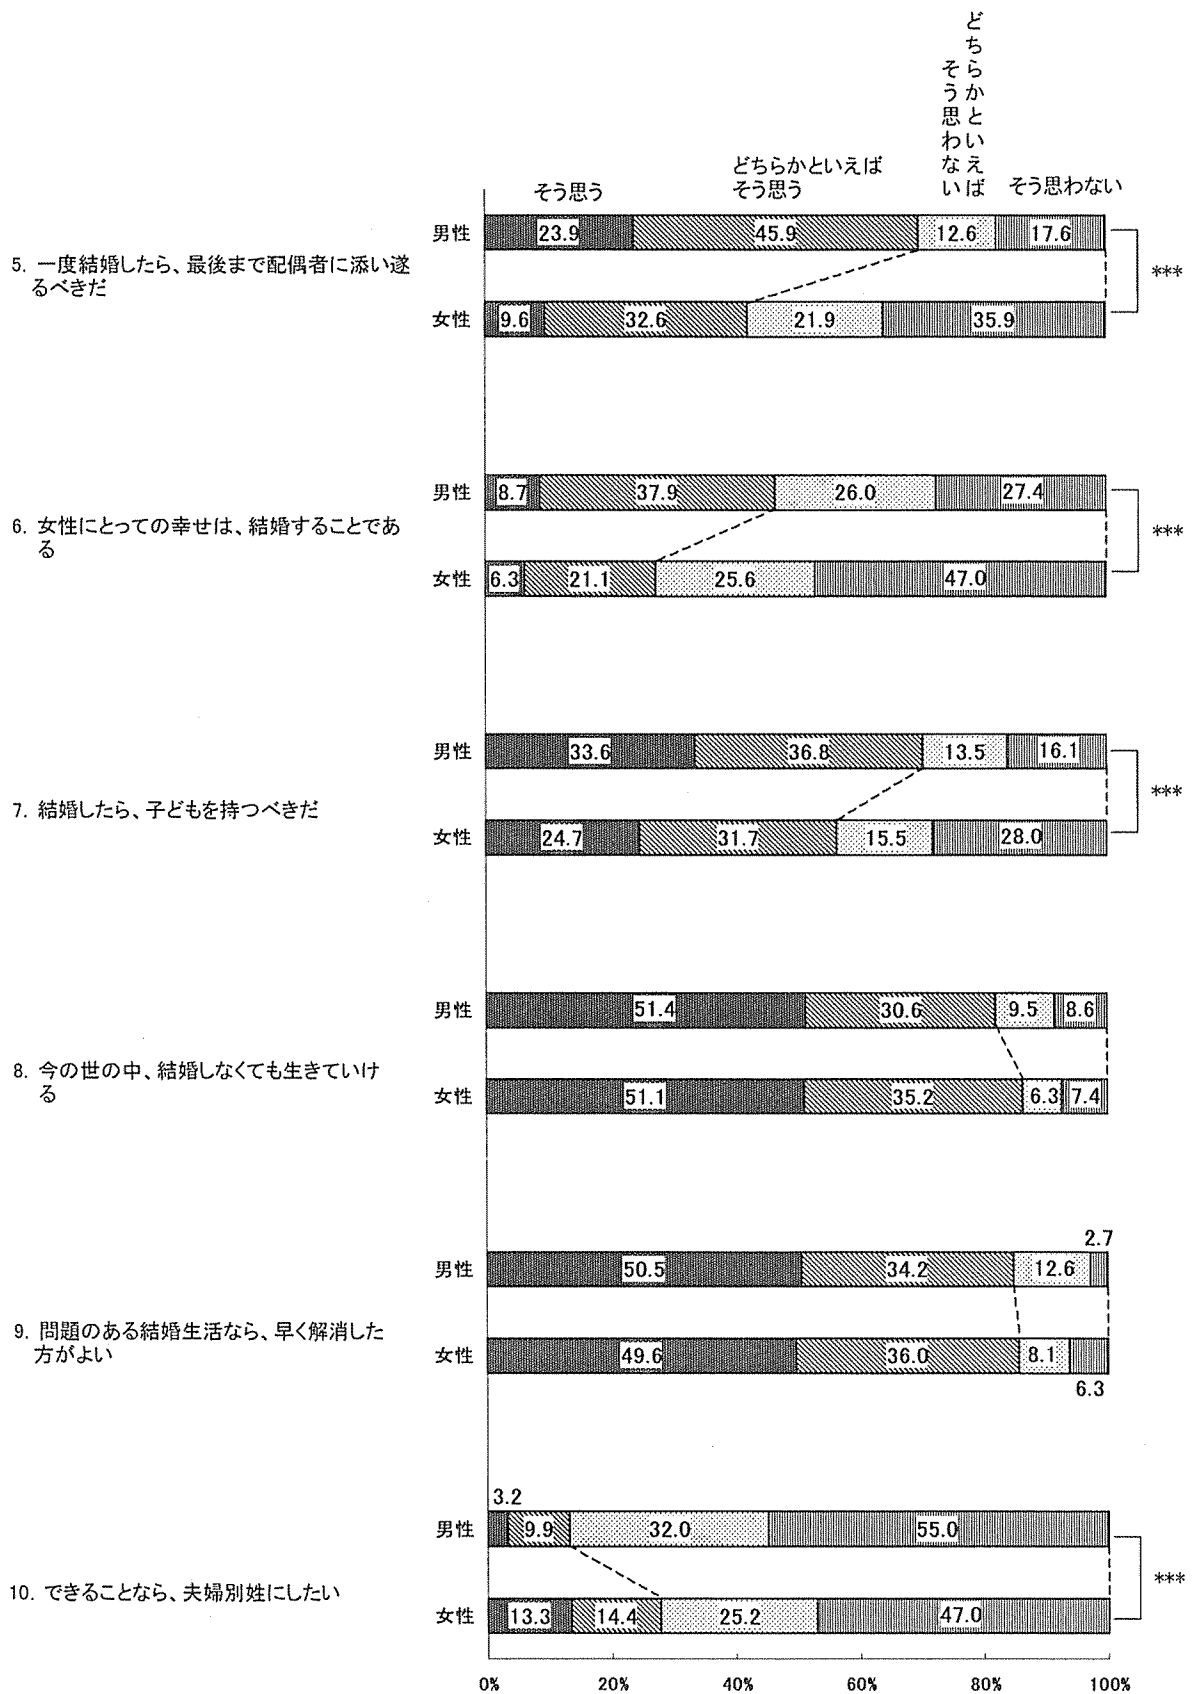 どちらかといえば
そう思わない
どちらかといえば
そう思う
そう思う
そう思わない
男性
23.9
45.9
12.6
17.6
5. 一度結婚したら、最後まで配偶者に添い遂
るべきだ
***
女性
9.6
32.6
21.9
35.9
男性
8.7
37.9
26.0
27.4
6. 女性にとっての幸せは、結婚することであ
る
***
女性
6.3
21.1
25.6
47.0
男性
33.6
36.8
13.5
16.1
7. 結婚したら、子どもを持つべきだ
***
女性
24.7
31.7
15.5
28.0
男性
51.4
30.6
9.5
8.6
8. 今の世の中、結婚しなくても生きていけ
る
女性
51.1
35.2
6.3
7.4
2.7
男性
50.5
34.2
12.6
9. 問題のある結婚生活なら、早く解消した
方がよい
女性
49.6
36.0
8.1
6.3
3.2
男性
9.9
32.0
55.0
10. できることなら、夫婦別姓にしたい
***
女性
13.3
14.4
25.2
47.0
0%
20%
40%
60%
80%
100%